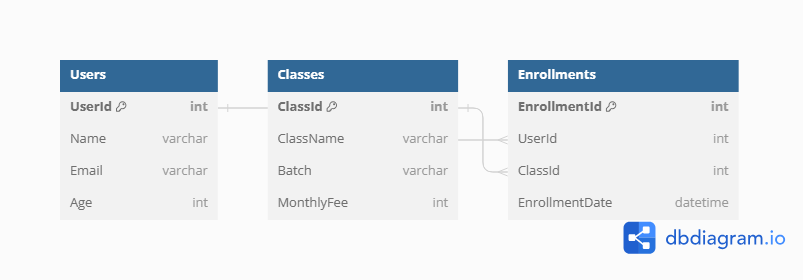 Users
UserId int
Name varchar
Email varchar
Age int
Classes
ClassId int
ClassName varchar
Batch varchar
MonthlyFee int
Enrollments
EnrollmentId int
UserId int
ClassId int
EnrollmentDate datetime
dbdiagram.io